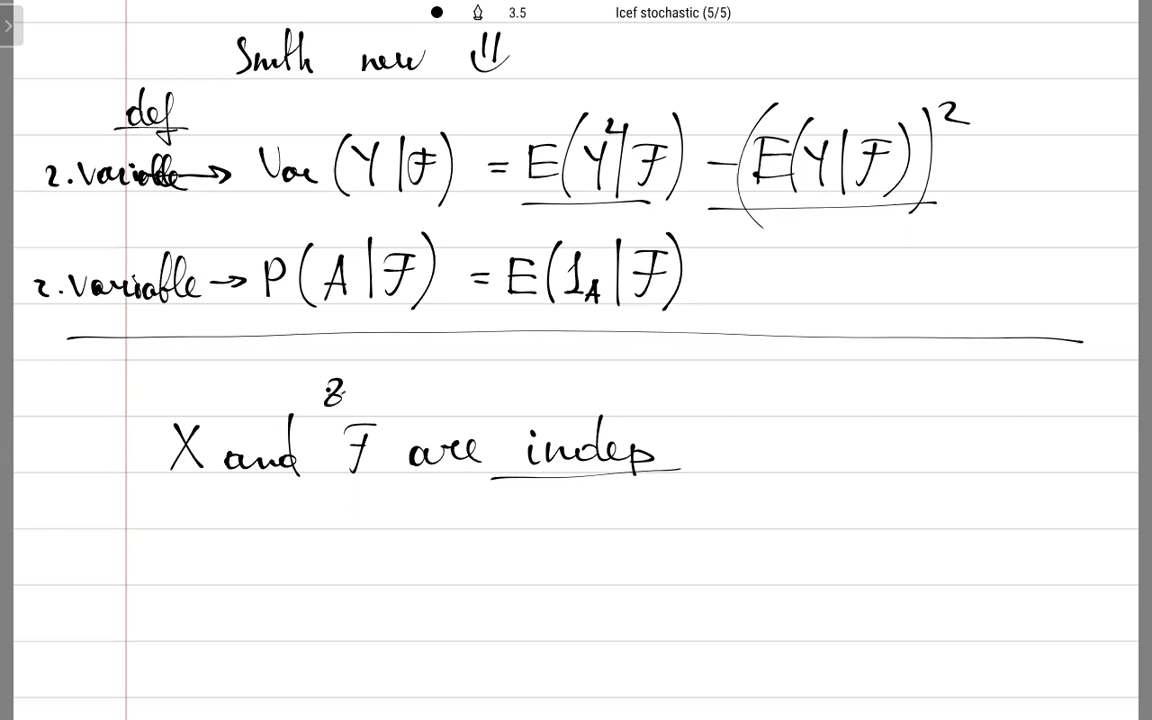 3.5 Icef stochastic (5/5)
Smth new
def
r.variable → Var (Y|F) = E(Y²|F) − (E(Y|F))²
r.variable → P(A|F) = E(1_A|F)
X and F are indep